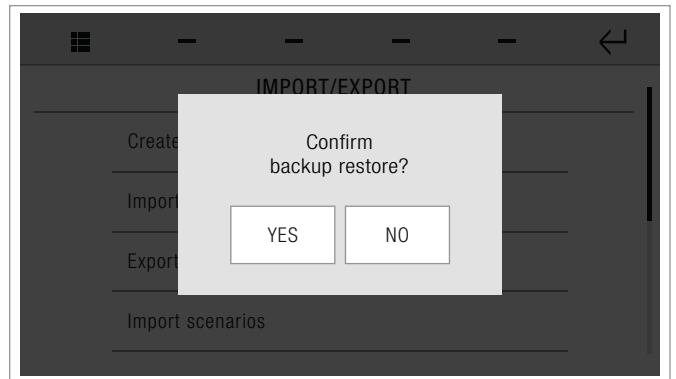 IMPORT/EXPORT
Create
Confirm
backup restore?
Import
YES NO
Export
Import scenarios